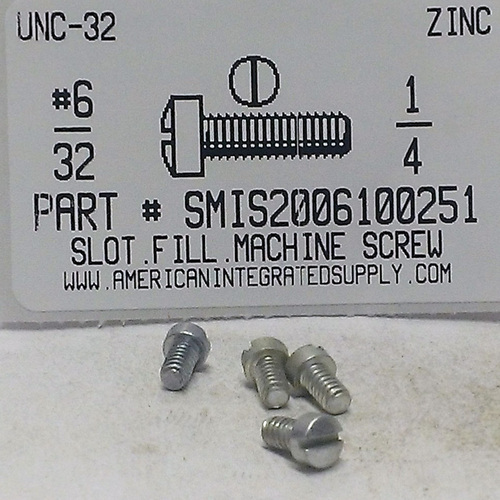 UNC-32 ZINC
#6 1
32 4
PART # SMIS2006100251
SLOT.FILL.MACHINE SCREW
WWW.AMERICANINTEGRATEDSUPPLY.COM